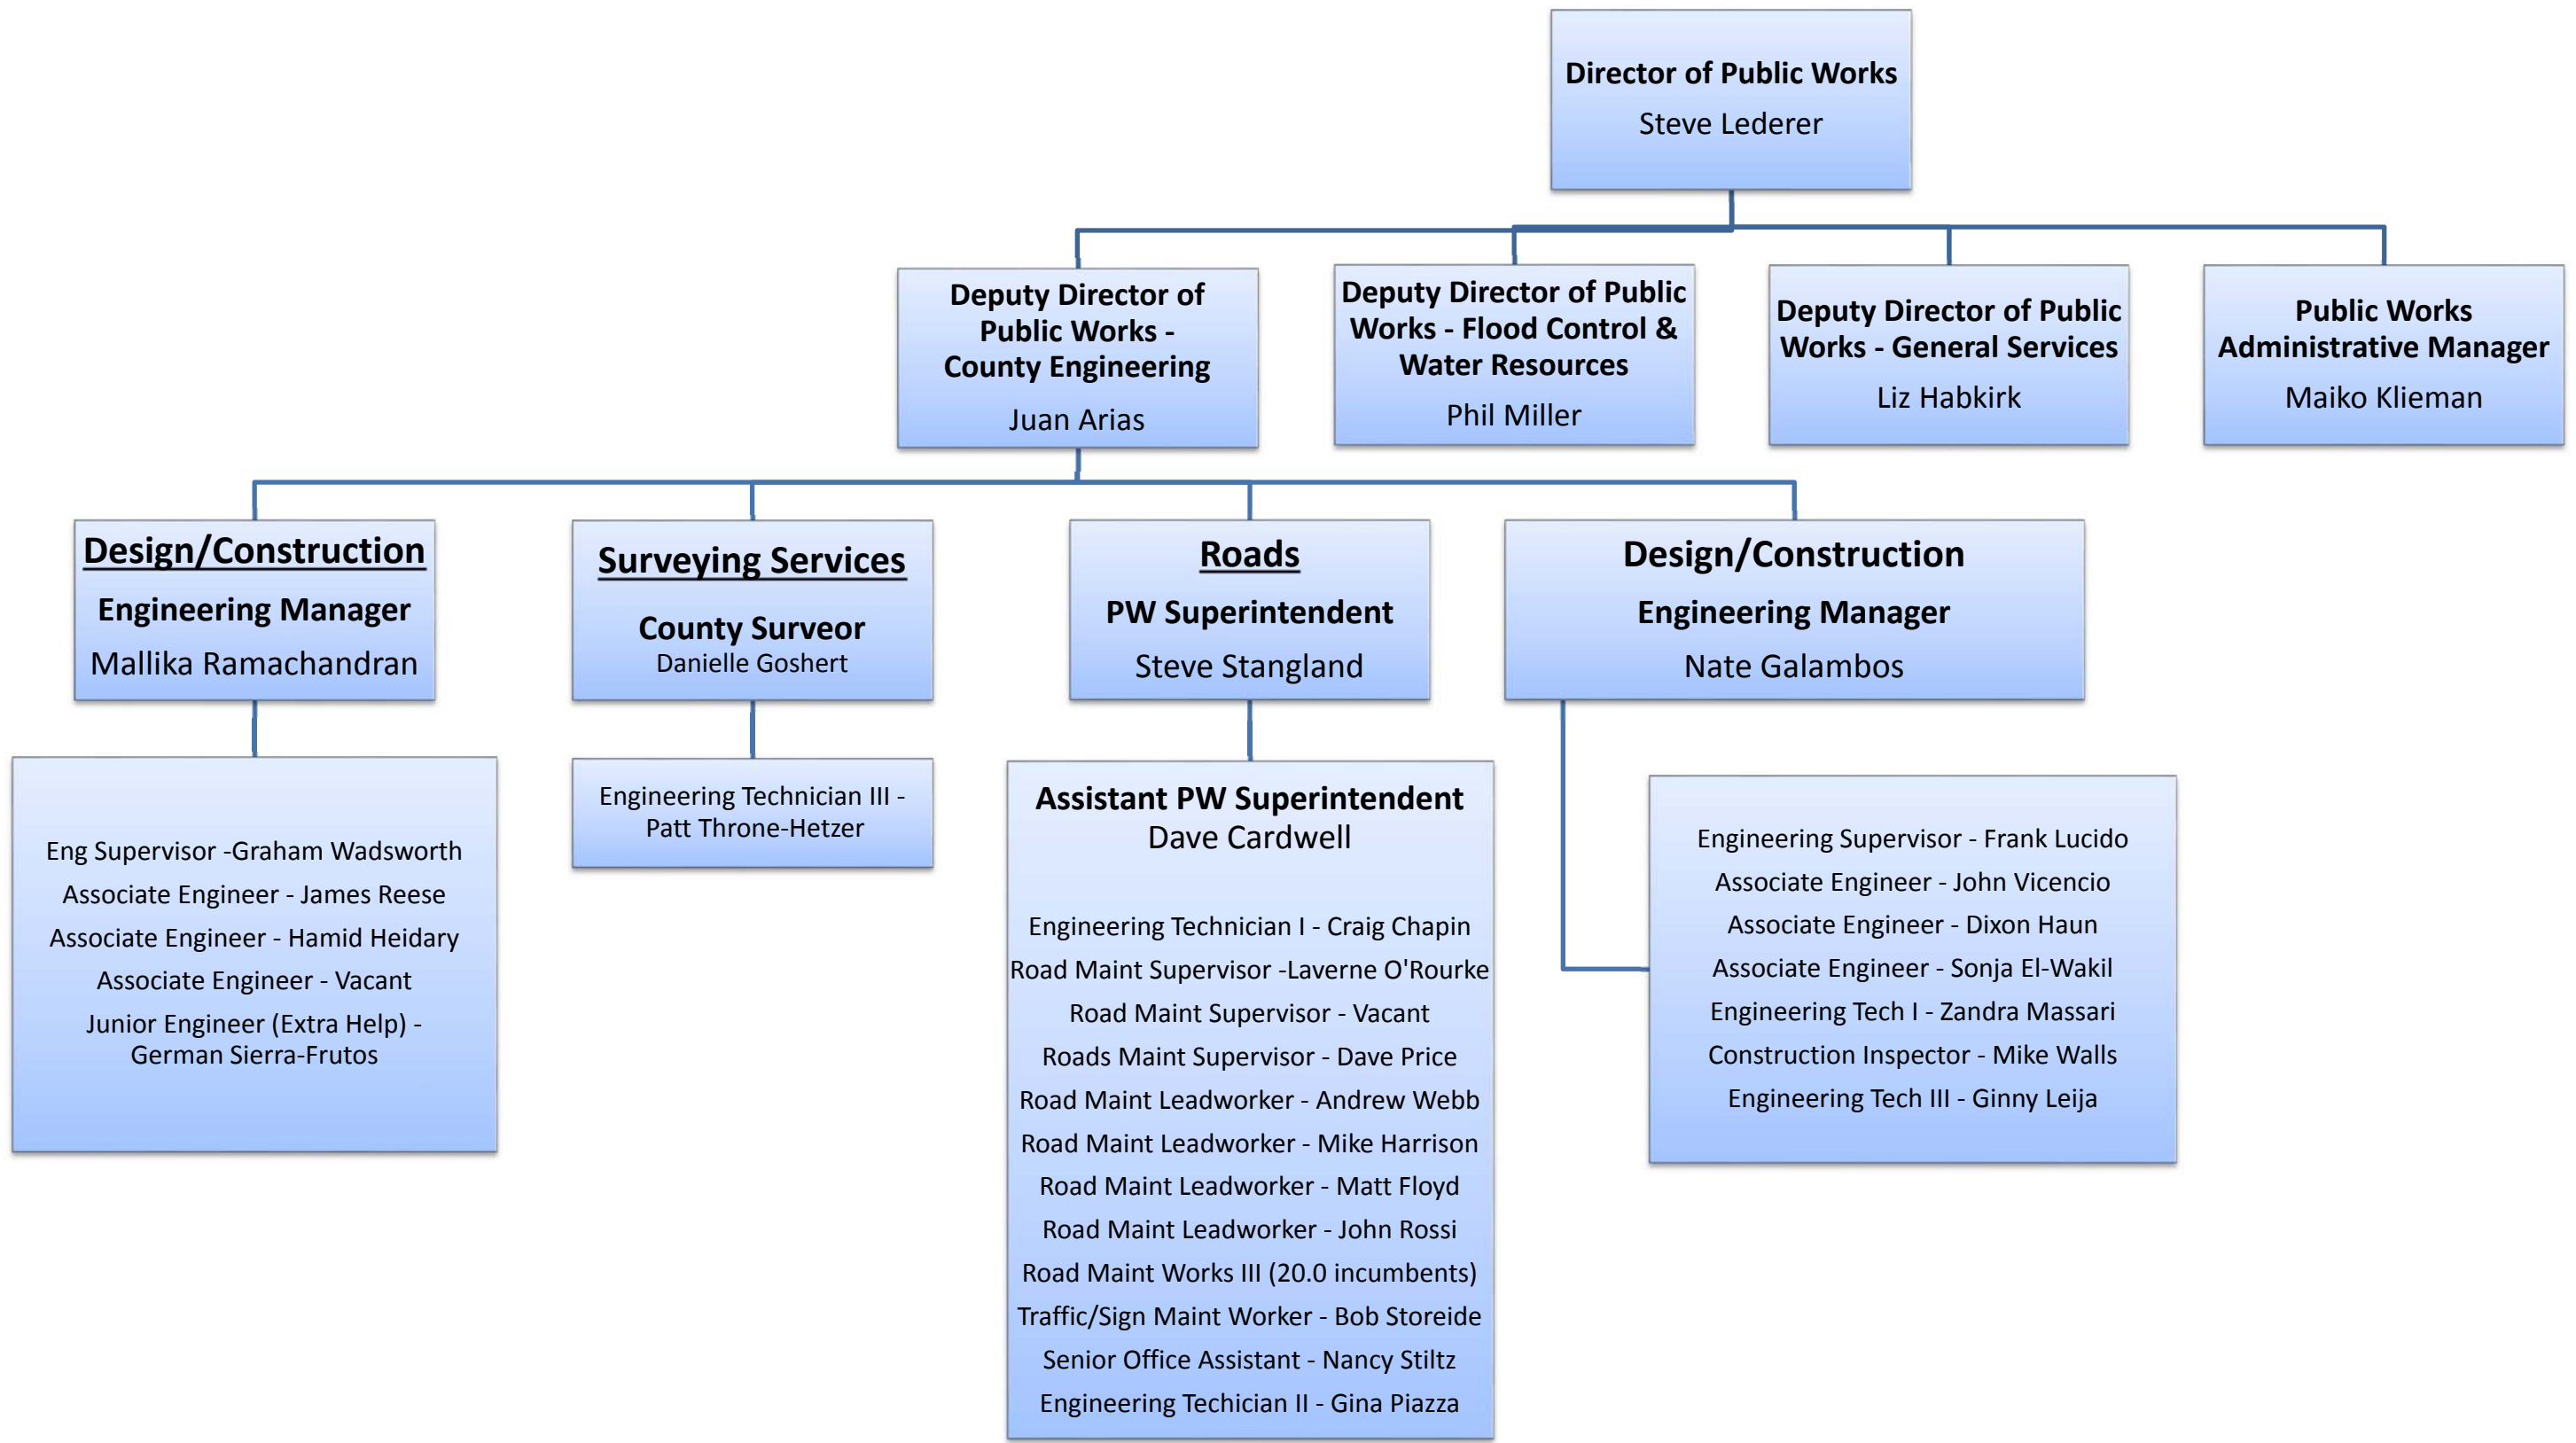 Director of Public Works
Steve Lederer
Deputy Director of
Public Works -
County Engineering
Juan Arias
Deputy Director of Public
Works - Flood Control &
Water Resources
Phil Miller
Deputy Director of Public
Works - General Services
Liz Habkirk
Public Works
Administrative Manager
Maiko Klieman
Design/Construction
Engineering Manager
Mallika Ramachandran
Surveying Services
County Surveor
Danielle Goshert
Roads
PW Superintendent
Steve Stangland
Design/Construction
Engineering Manager
Nate Galambos
Eng Supervisor -Graham Wadsworth
Associate Engineer - James Reese
Associate Engineer - Hamid Heidary
Associate Engineer - Vacant
Junior Engineer (Extra Help) -
German Sierra-Frutos
Engineering Technician III -
Patt Throne-Hetzer
Assistant PW Superintendent
Dave Cardwell
Engineering Technician I - Craig Chapin
Road Maint Supervisor -Laverne O'Rourke
Road Maint Supervisor - Vacant
Roads Maint Supervisor - Dave Price
Road Maint Leadworker - Andrew Webb
Road Maint Leadworker - Mike Harrison
Road Maint Leadworker - Matt Floyd
Road Maint Leadworker - John Rossi
Road Maint Works III (20.0 incumbents)
Traffic/Sign Maint Worker - Bob Storeide
Senior Office Assistant - Nancy Stiltz
Engineering Techician II - Gina Piazza
Engineering Supervisor - Frank Lucido
Associate Engineer - John Vicencio
Associate Engineer - Dixon Haun
Associate Engineer - Sonja El-Wakil
Engineering Tech I - Zandra Massari
Construction Inspector - Mike Walls
Engineering Tech III - Ginny Leija